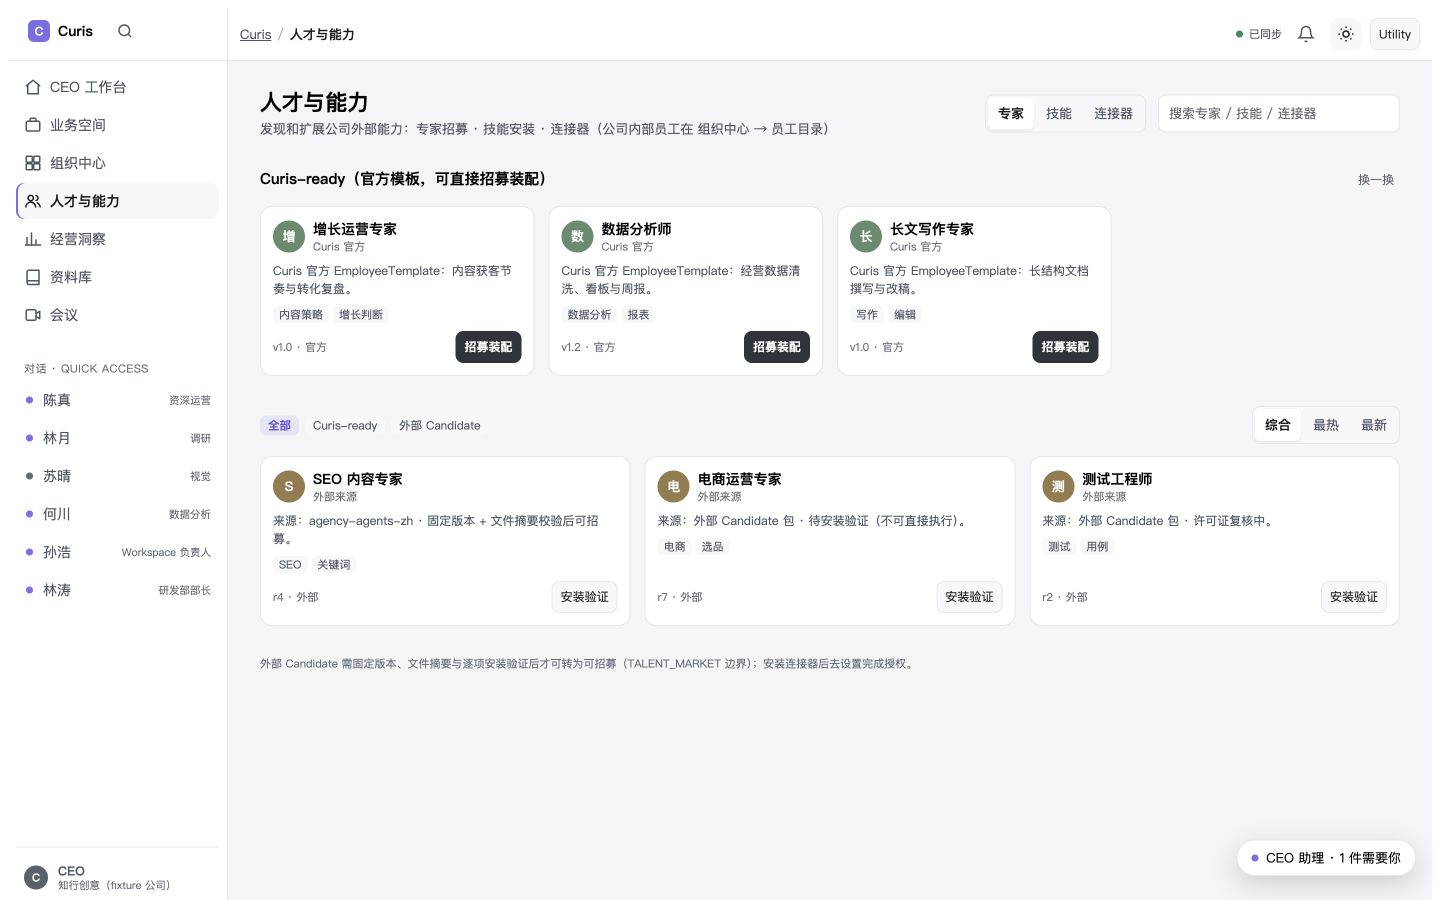 C Curis
Curis / 人才与能力
已同步
Utility
CEO 工作台
业务空间
组织中心
人才与能力
经营洞察
资料库
会议
对话 · QUICK ACCESS
陈真 资深运营
林月 调研
苏晴 视觉
何川 数据分析
孙浩 Workspace 负责人
林涛 研发部部长
C
CEO
知行创意（fixture 公司）
人才与能力
发现和扩展公司外部能力：专家招募 · 技能安装 · 连接器（公司内部员工在 组织中心 → 员工目录）
专家 技能 连接器
搜索专家 / 技能 / 连接器
Curis-ready（官方模板，可直接招募装配）
换一换
增
增长运营专家
Curis 官方
Curis 官方 EmployeeTemplate：内容获客节
奏与转化复盘。
内容策略 增长判断
v1.0 · 官方
招募装配
数
数据分析师
Curis 官方
Curis 官方 EmployeeTemplate：经营数据清
洗、看板与周报。
数据分析 报表
v1.2 · 官方
招募装配
长
长文写作专家
Curis 官方
Curis 官方 EmployeeTemplate：长结构文档
撰写与改稿。
写作 编辑
v1.0 · 官方
招募装配
全部 Curis-ready 外部 Candidate
综合 最热 最新
S
SEO 内容专家
外部来源
来源：agency-agents-zh · 固定版本 + 文件摘要校验后可招
募。
SEO 关键词
r4 · 外部
安装验证
电
电商运营专家
外部来源
来源：外部 Candidate 包 · 待安装验证（不可直接执行）。
电商 选品
r7 · 外部
安装验证
测
测试工程师
外部来源
来源：外部 Candidate 包 · 许可证复核中。
测试 用例
r2 · 外部
安装验证
外部 Candidate 需固定版本、文件摘要与逐项安装验证后才可转为可招募（TALENT_MARKET 边界）；安装连接器后去设置完成授权。
CEO 助理 · 1 件需要你